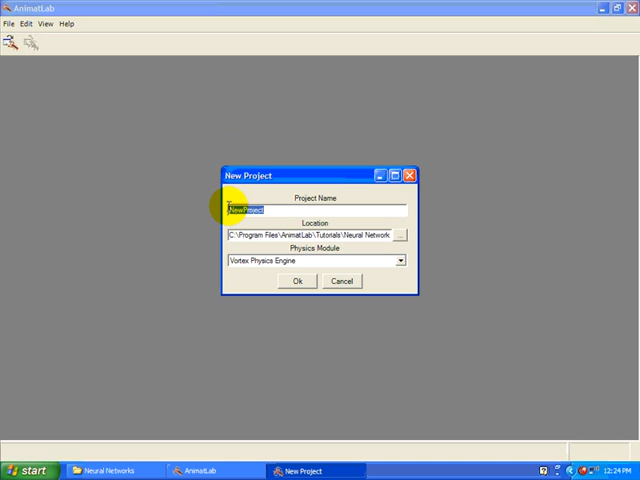 AnimatLab
File Edit View Help
New Project
Project Name
NewProject
Location
C:\Program Files\AnimatLab\Tutorials\Neural Network
...
Physics Module
Vortex Physics Engine
Ok Cancel
start Neural Networks AnimatLab New Project 12:24 PM